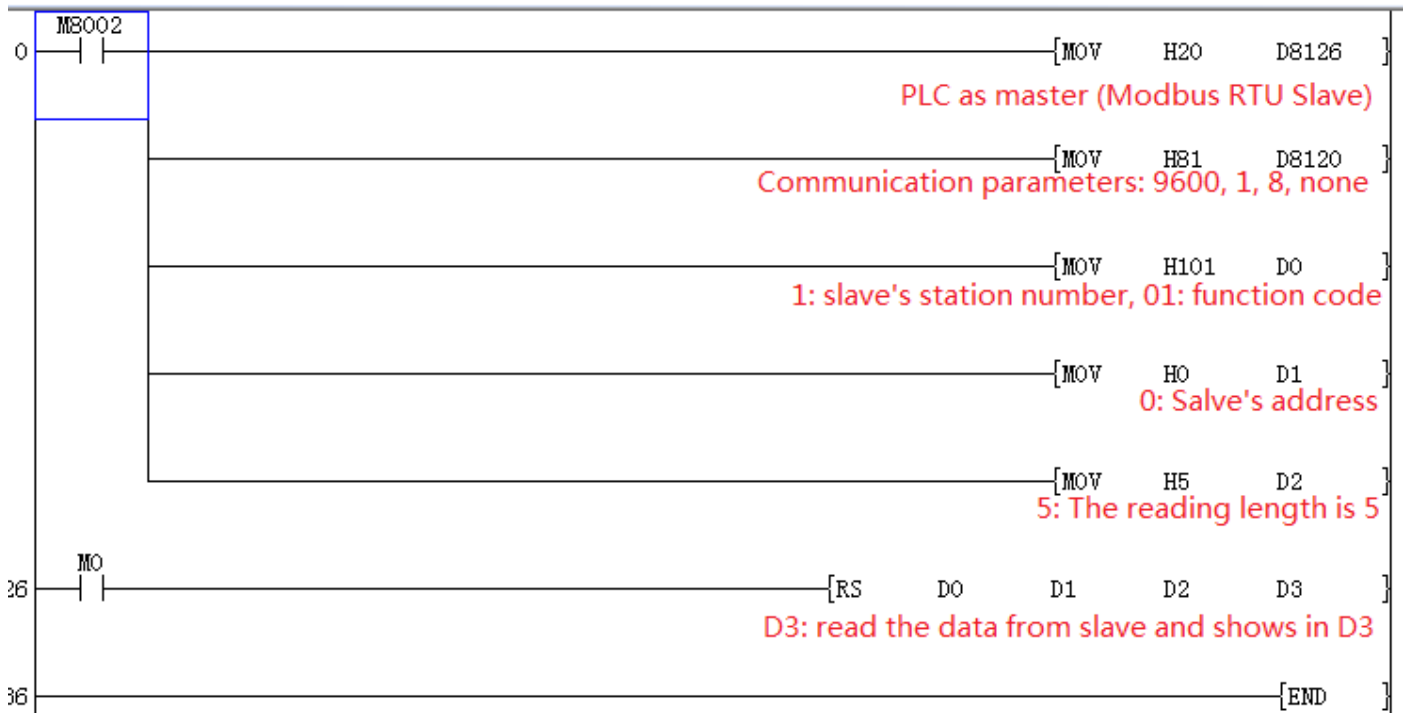 M8002
0 [MOV H20 D8126 ]
PLC as master (Modbus RTU Slave)
[MOV H81 D8120 ]
Communication parameters: 9600, 1, 8, none
[MOV H101 D0 ]
1: slave's station number, 01: function code
[MOV H0 D1 ]
0: Salve's address
[MOV H5 D2 ]
5: The reading length is 5
M0
26 [RS D0 D1 D2 D3 ]
D3: read the data from slave and shows in D3
36 [END ]